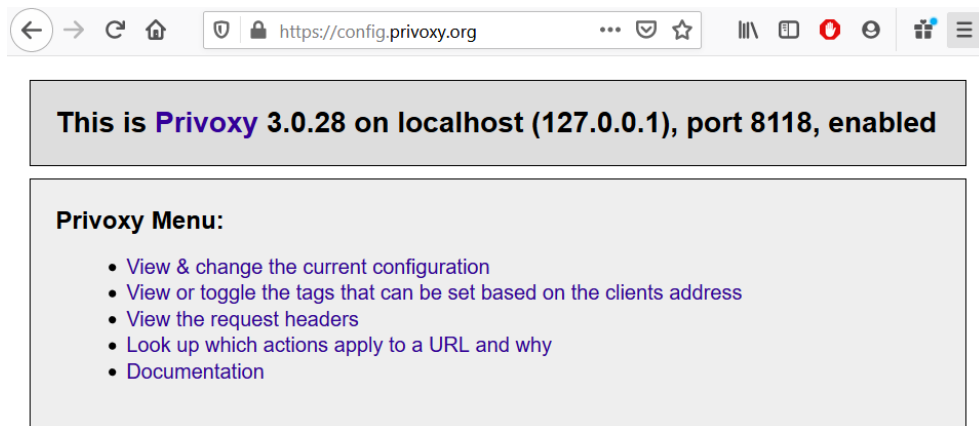 https://config.privoxy.org
This is Privoxy 3.0.28 on localhost (127.0.0.1), port 8118, enabled
Privoxy Menu:
• View & change the current configuration
• View or toggle the tags that can be set based on the clients address
• View the request headers
• Look up which actions apply to a URL and why
• Documentation